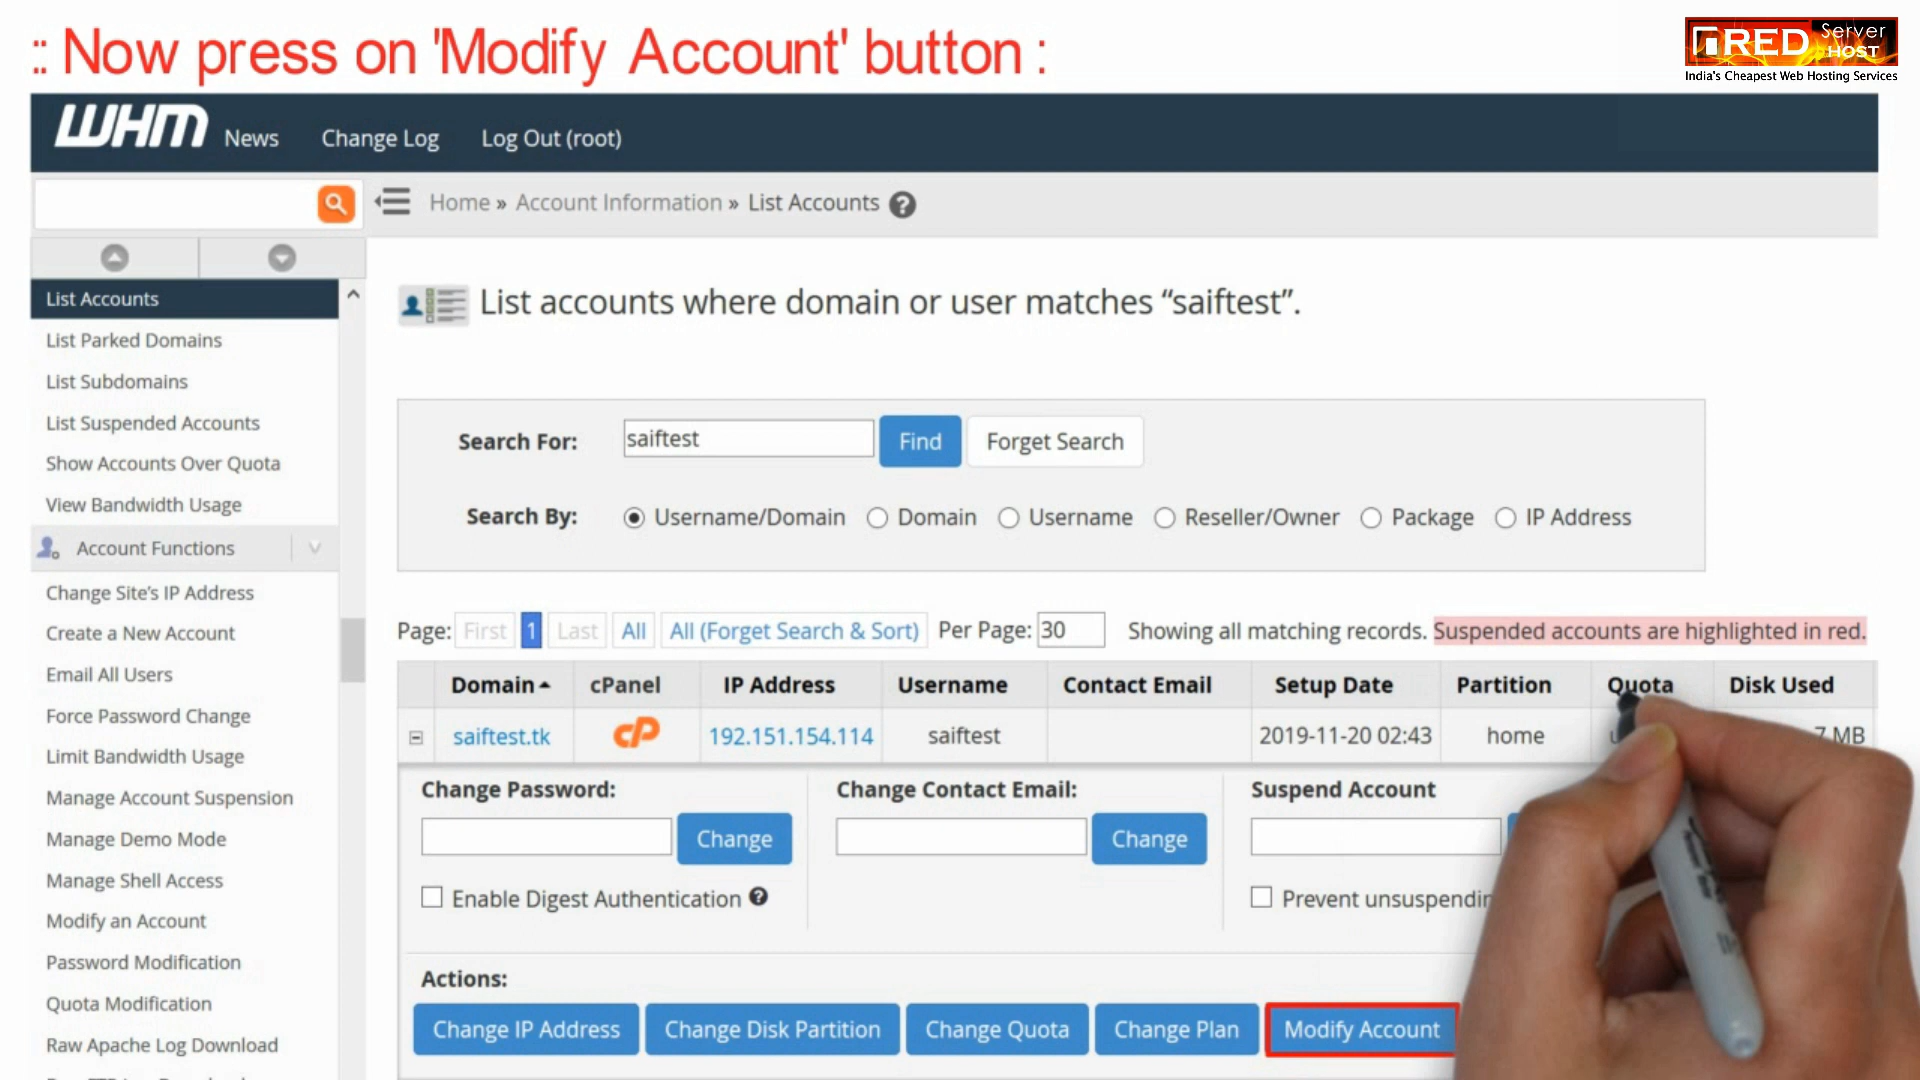 :: Now press on 'Modify Account' button :
RED Server HOST
India's Cheapest Web Hosting Services
WHM News Change Log Log Out (root)
Home » Account Information » List Accounts ?
List Accounts
List Parked Domains
List Subdomains
List Suspended Accounts
Show Accounts Over Quota
View Bandwidth Usage
Account Functions
Change Site's IP Address
Create a New Account
Email All Users
Force Password Change
Limit Bandwidth Usage
Manage Account Suspension
Manage Demo Mode
Manage Shell Access
Modify an Account
Password Modification
Quota Modification
Raw Apache Log Download
List accounts where domain or user matches “saiftest”.
Search For: saiftest Find Forget Search
Search By: Username/Domain Domain Username Reseller/Owner Package IP Address
Page: First 1 Last All All (Forget Search & Sort) Per Page: 30 Showing all matching records. Suspended accounts are highlighted in red.
Domain cPanel IP Address Username Contact Email Setup Date Partition Quota Disk Used
saiftest.tk cP 192.151.154.114 saiftest 2019-11-20 02:43 home 7 MB
Change Password: Change Contact Email: Suspend Account
Change Change
Enable Digest Authentication ? Prevent
Actions:
Change IP Address Change Disk Partition Change Quota Change Plan Modify Account